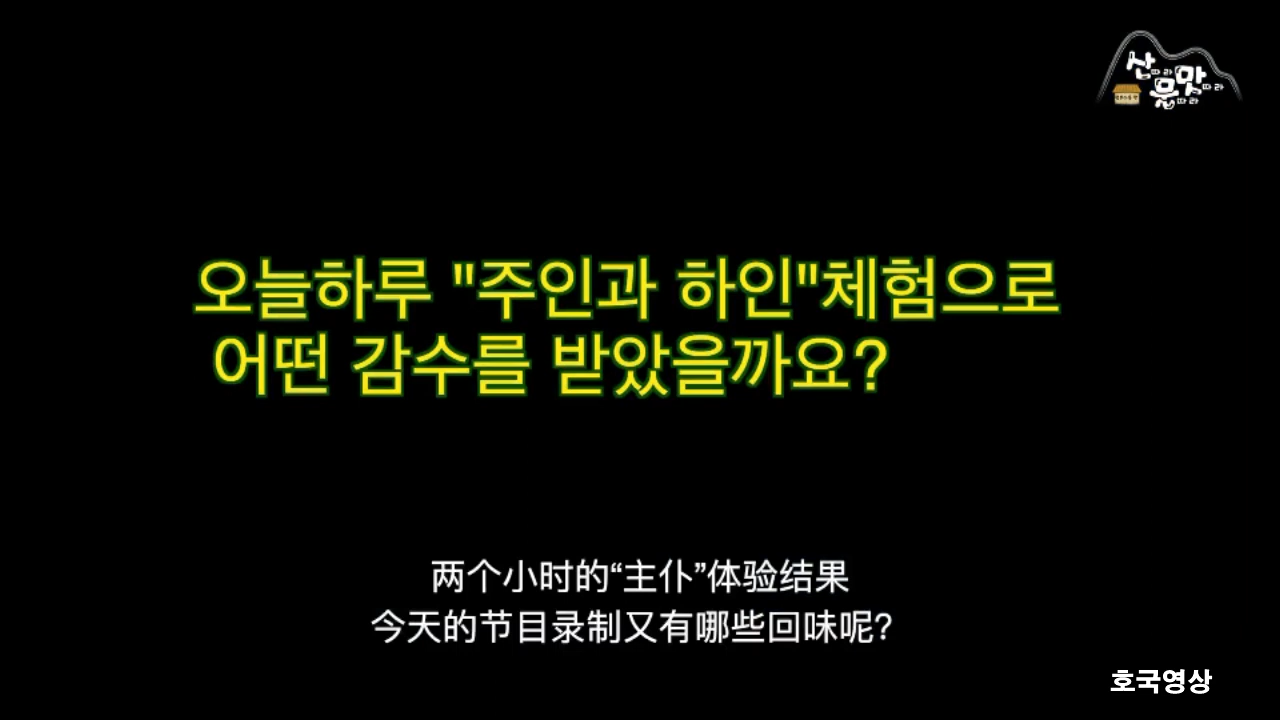 산따라
물맛따라
따라
오늘하루 "주인과 하인"체험으로
어떤 감수를 받았을까요?
两个小时的“主仆”体验结果
今天的节目录制又有哪些回味呢?
호국영상